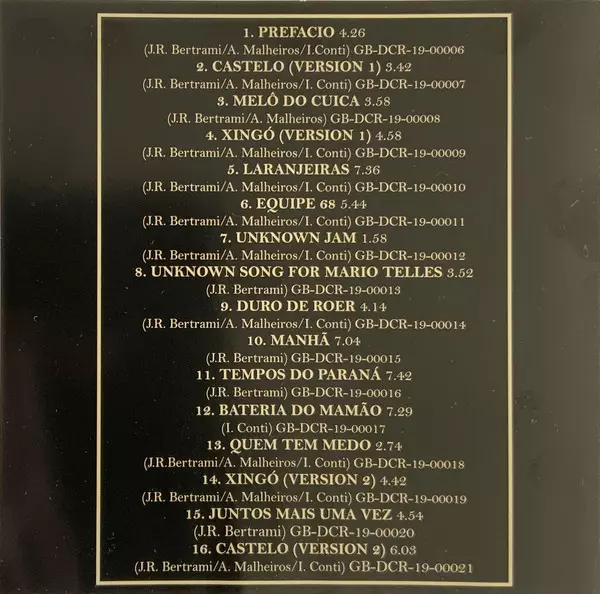 1. PREFACIO 4.26
(J.R. Bertrami/A. Malheiros/I.Conti) GB-DCR-19-00006
2. CASTELO (VERSION 1) 3.42
(J.R. Bertrami/A. Malheiros/I. Conti) GB-DCR-19-00007
3. MELÔ DO CUICA 3.58
(J.R. Bertrami/A. Malheiros) GB-DCR-19-00008
4. XINGÓ (VERSION 1) 4.58
(J.R. Bertrami/A. Malheiros/I. Conti) GB-DCR-19-00009
5. LARANJEIRAS 7.36
(J.R. Bertrami/A. Malheiros/I. Conti) GB-DCR-19-00010
6. EQUIPE 68 5.44
(J.R. Bertrami/A. Malheiros/I. Conti) GB-DCR-19-00011
7. UNKNOWN JAM 1.58
(J.R. Bertrami/A. Malheiros/I. Conti) GB-DCR-19-00012
8. UNKNOWN SONG FOR MARIO TELLES 3.52
(J.R. Bertrami) GB-DCR-19-00013
9. DURO DE ROER 4.14
(J.R. Bertrami/A. Malheiros/I. Conti) GB-DCR-19-00014
10. MANHÃ 7.04
(J.R. Bertrami) GB-DCR-19-00015
11. TEMPOS DO PARANÁ 7.42
(J.R. Bertrami) GB-DCR-19-00016
12. BATERIA DO MAMÃO 7.29
(I. Conti) GB-DCR-19-00017
13. QUEM TEM MEDO 2.74
(J.R.Bertrami/A. Malheiros/I. Conti) GB-DCR-19-00018
14. XINGÓ (VERSION 2) 4.42
(J.R. Bertrami/A. Malheiros/I. Conti) GB-DCR-19-00019
15. JUNTOS MAIS UMA VEZ 4.54
(J.R. Bertrami) GB-DCR-19-00020
16. CASTELO (VERSION 2) 6.03
(J.R. Bertrami/A. Malheiros/I. Conti) GB-DCR-19-00021